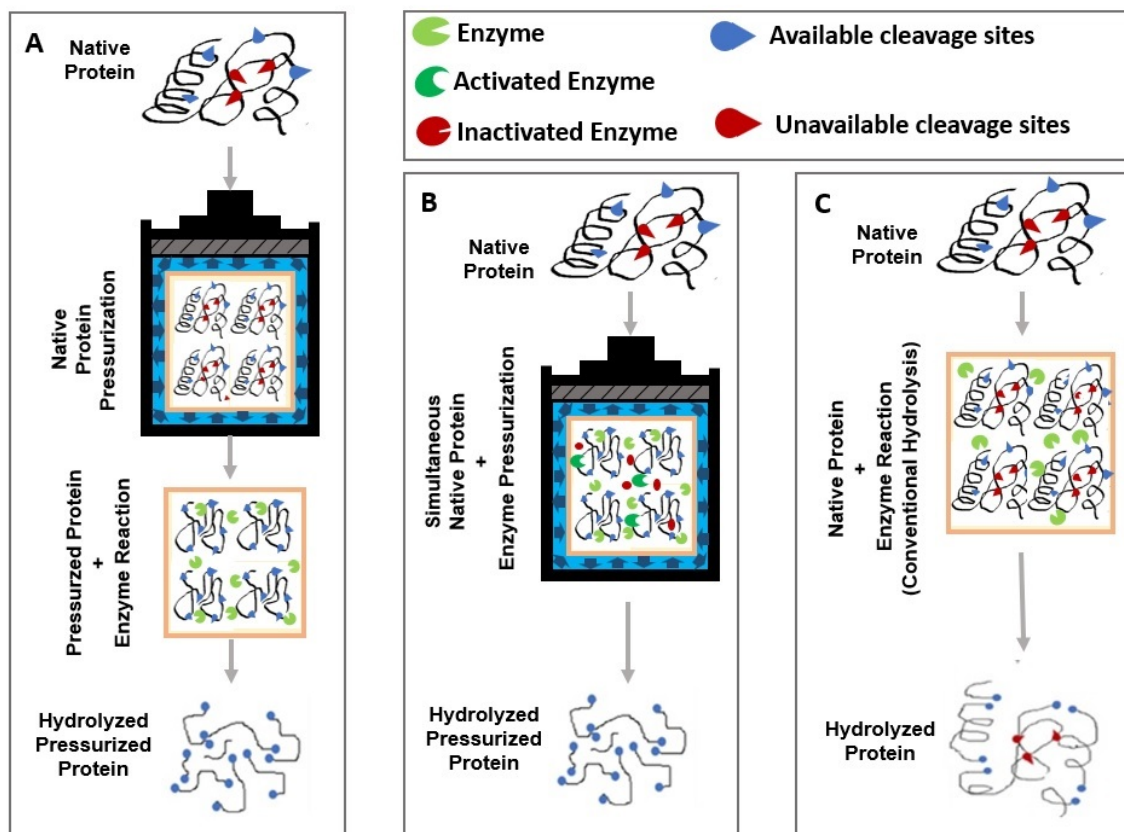 A
Native
Protein
Native
Protein
Pressurization
Pressurzed Protein
+
Enzyme Reaction
Hydrolyzed
Pressurized
Protein
Enzyme
Activated Enzyme
Inactivated Enzyme
Available cleavage sites
Unavailable cleavage sites
B
Native
Protein
Simultaneous
Native Protein
+
Enzyme Pressurization
Hydrolyzed
Pressurized
Protein
C
Native
Protein
Native Protein
+
Enzyme Reaction
(Conventional Hydrolysis)
Hydrolyzed
Protein